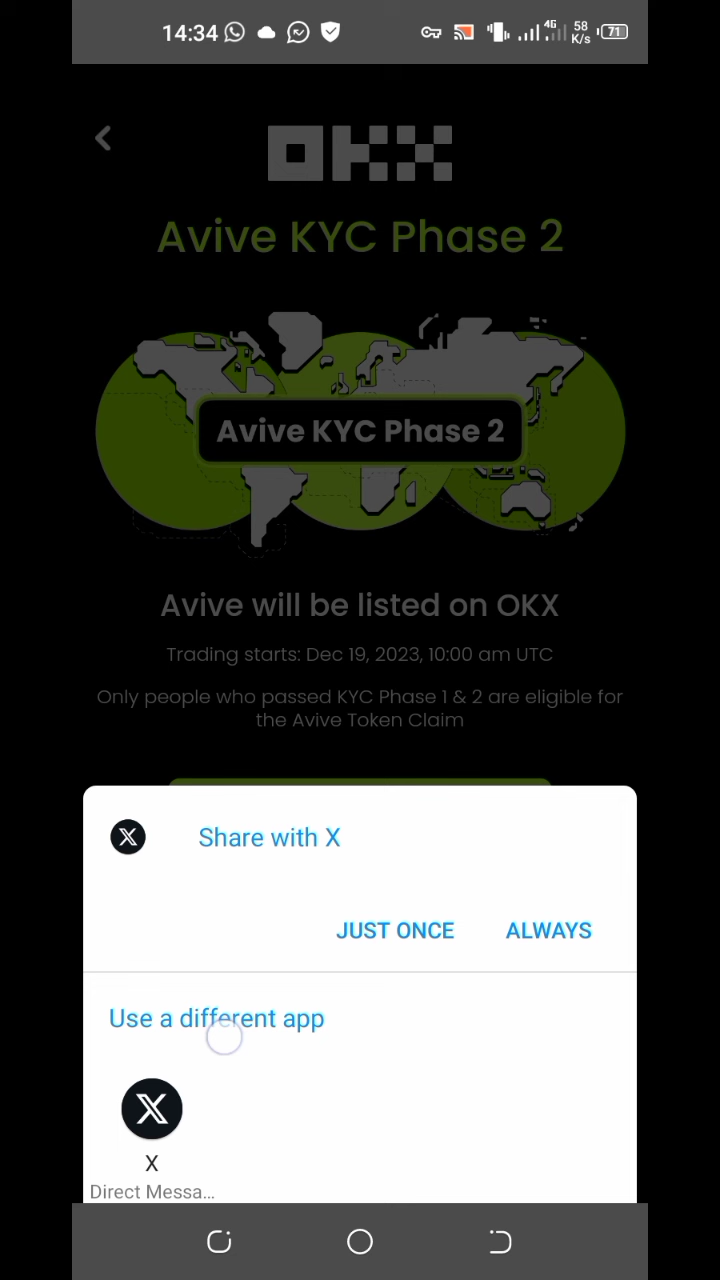 14:34
4G
58
K/s
71
OKX
Avive KYC Phase 2
Avive KYC Phase 2
Avive will be listed on OKX
Trading starts: Dec 19, 2023, 10:00 am UTC
Only people who passed KYC Phase 1 & 2 are eligible for
the Avive Token Claim
Share with X
JUST ONCE
ALWAYS
Use a different app
X
Direct Messa...